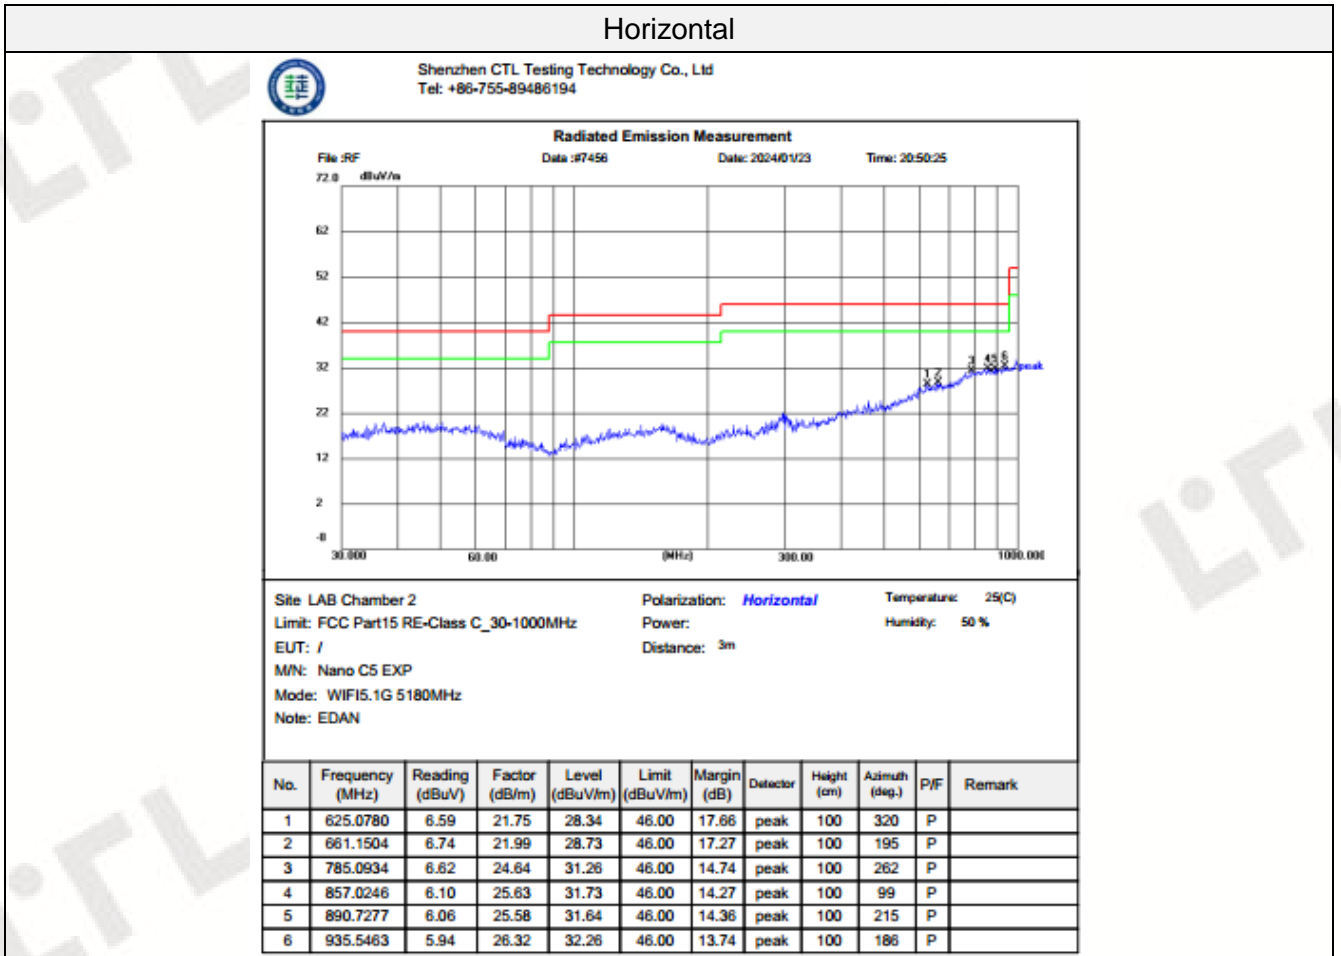 Horizontal
Shenzhen CTL Testing Technology Co., Ltd
Tel: +86-755-89486194
Radiated Emission Measurement
File :RF Data :#7456 Date: 2024/01/23 Time: 20:50:25
72.0 dBuV/m
62
52
42
32
22
12
2
-8
1 2 3 4 5 6 peak
30.000 60.00 (MHz) 300.00 1000.000
Site LAB Chamber 2 Polarization: Horizontal Temperature: 25(C)
Limit: FCC Part15 RE-Class C_30-1000MHz Power: Humidity: 50 %
EUT: / Distance: 3m
M/N: Nano C5 EXP
Mode: WIFI5.1G 5180MHz
Note: EDAN
No. Frequency (MHz) Reading (dBuV) Factor (dB/m) Level (dBuV/m) Limit (dBuV/m) Margin (dB) Detector Height (cm) Azimuth (deg.) P/F Remark
1 625.0780 6.59 21.75 28.34 46.00 17.66 peak 100 320 P
2 661.1504 6.74 21.99 28.73 46.00 17.27 peak 100 195 P
3 785.0934 6.62 24.64 31.26 46.00 14.74 peak 100 262 P
4 857.0246 6.10 25.63 31.73 46.00 14.27 peak 100 99 P
5 890.7277 6.06 25.58 31.64 46.00 14.36 peak 100 215 P
6 935.5463 5.94 26.32 32.26 46.00 13.74 peak 100 186 P